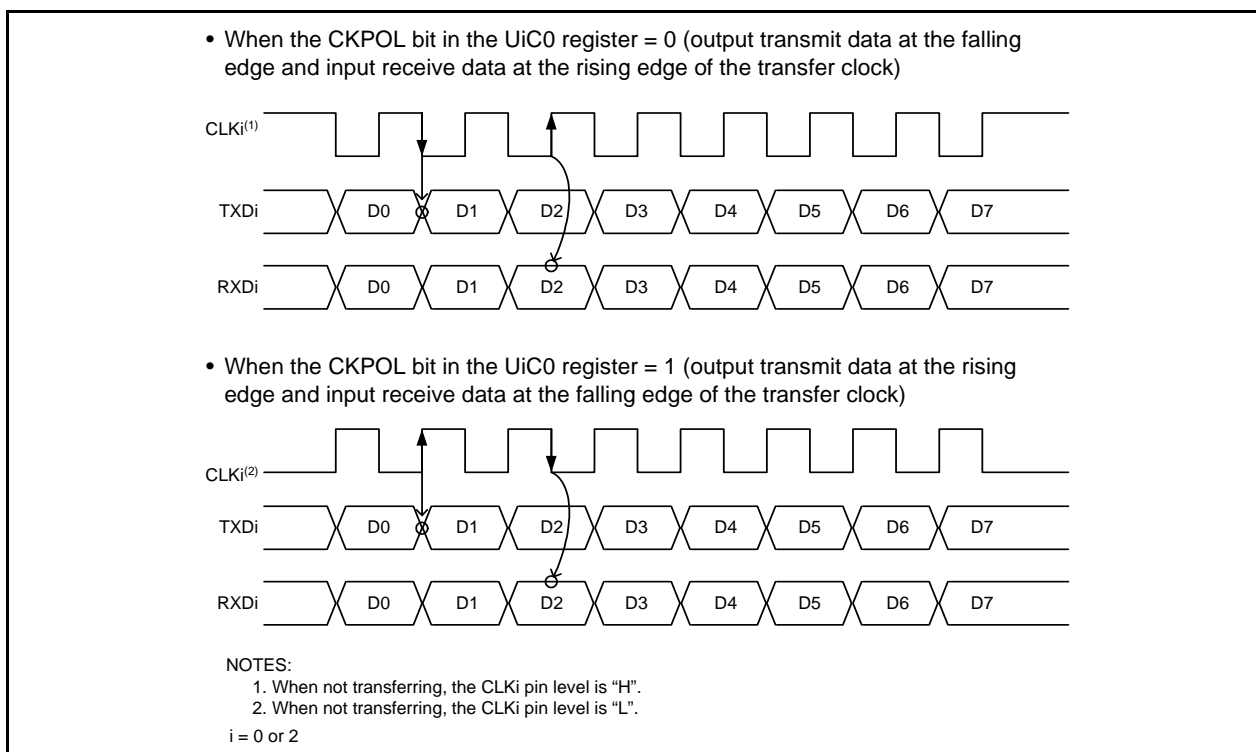 • When the CKPOL bit in the UiC0 register = 0 (output transmit data at the falling
edge and input receive data at the rising edge of the transfer clock)
CLKi(1)
TXDi D0 D1 D2 D3 D4 D5 D6 D7
RXDi D0 D1 D2 D3 D4 D5 D6 D7
• When the CKPOL bit in the UiC0 register = 1 (output transmit data at the rising
edge and input receive data at the falling edge of the transfer clock)
CLKi(2)
TXDi D0 D1 D2 D3 D4 D5 D6 D7
RXDi D0 D1 D2 D3 D4 D5 D6 D7
NOTES:
1. When not transferring, the CLKi pin level is “H”.
2. When not transferring, the CLKi pin level is “L”.
i = 0 or 2